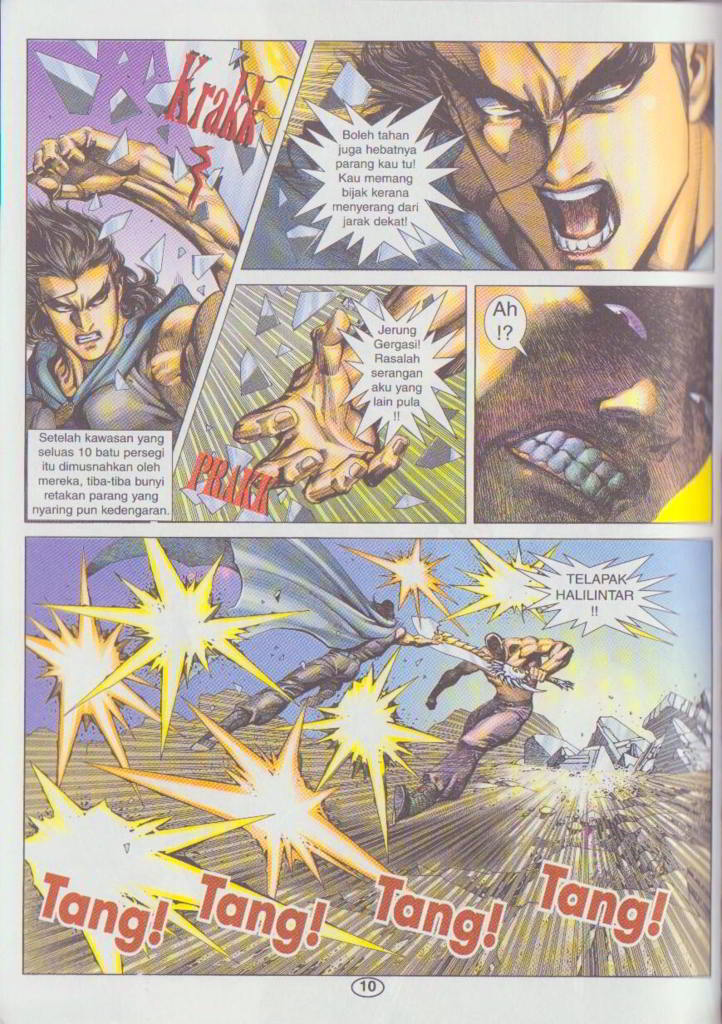 Krakk
Setelah kawasan yang
seluas 10 batu persegi
itu dimusnahkan oleh
mereka, tiba-tiba bunyi
retakan parang yang
nyaring pun kedengaran.
Boleh tahan
juga hebatnya
parang kau tu!
Kau memang
bijak kerana
menyerang dari
jarak dekat!
Jerung
Gergasi!
Rasalah
serangan
aku yang
lain pula
!!
PRAKK
Ah
!?
TELAPAK
HALILINTAR
!!
Tang!
Tang!
Tang!
Tang!
10